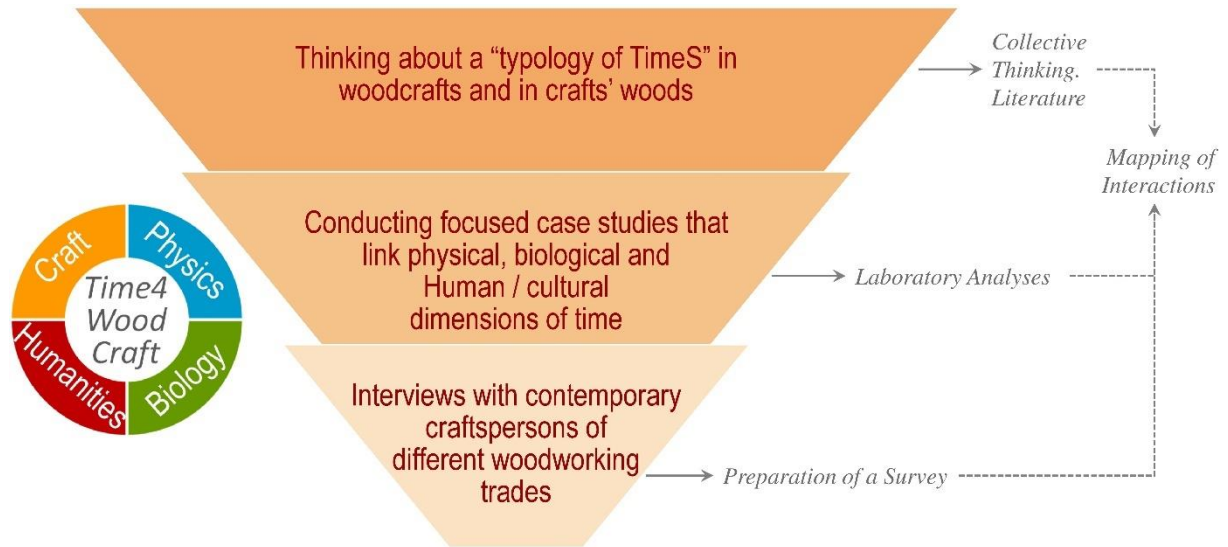 Thinking about a “typology of TimeS” in
woodcrafts and in crafts’ woods
Collective
Thinking.
Literature
Mapping of
Interactions
Craft
Physics
Humanities
Biology
Time4
Wood
Craft
Conducting focused case studies that
link physical, biological and
Human / cultural
dimensions of time
Laboratory Analyses
Interviews with contemporary
craftspersons of
different woodworking
trades
Preparation of a Survey